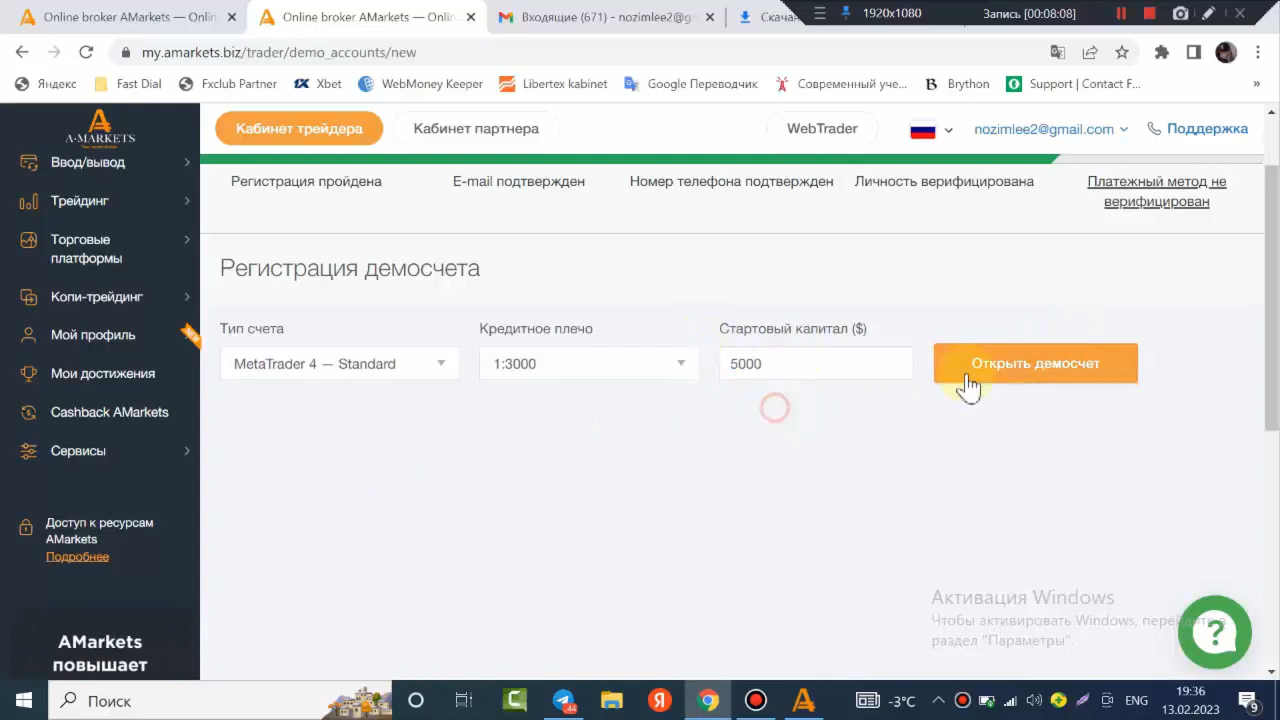 Online broker AMarkets — Onlin
Online broker AMarkets — Onlin
Входящие (671) - nozimlee2@gm
Скачан
1920x1080
Запись [00:08:08]
my.amarkets.biz/trader/demo_accounts/new
Яндекс
Fast Dial
Fxclub Partner
Xbet
WebMoney Keeper
Libertex kabinet
Google Переводчик
Современный уче...
Brython
Support | Contact F...
»
A·MARKETS
Кабинет трейдера
Кабинет партнера
WebTrader
nozimlee2@gmail.com
Поддержка
Ввод/вывод
Трейдинг
Торговые
платформы
Копи-трейдинг
Мой профиль
NEW
Мои достижения
Cashback AMarkets
Сервисы
Доступ к ресурсам
AMarkets
Подробнее
AMarkets
повышает
Регистрация пройдена
E-mail подтвержден
Номер телефона подтвержден
Личность верифицирована
Платежный метод не
верифицирован
Регистрация демосчета
Тип счета
Кредитное плечо
Стартовый капитал ($)
MetaTrader 4 — Standard
1:3000
5000
Открыть демосчет
Активация Windows
Чтобы активировать Windows, перейдите в
раздел "Параметры".
Поиск
44
-3°C
ENG
19:36
13.02.2023
9